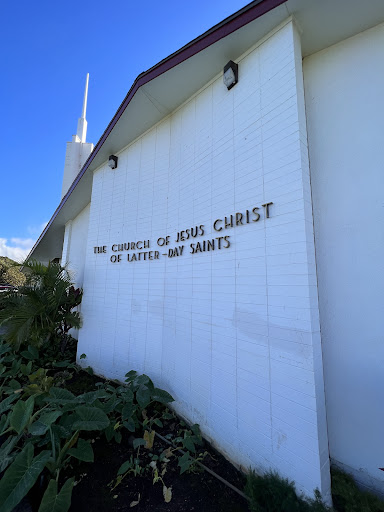 THE CHURCH OF JESUS CHRIST
OF LATTER-DAY SAINTS